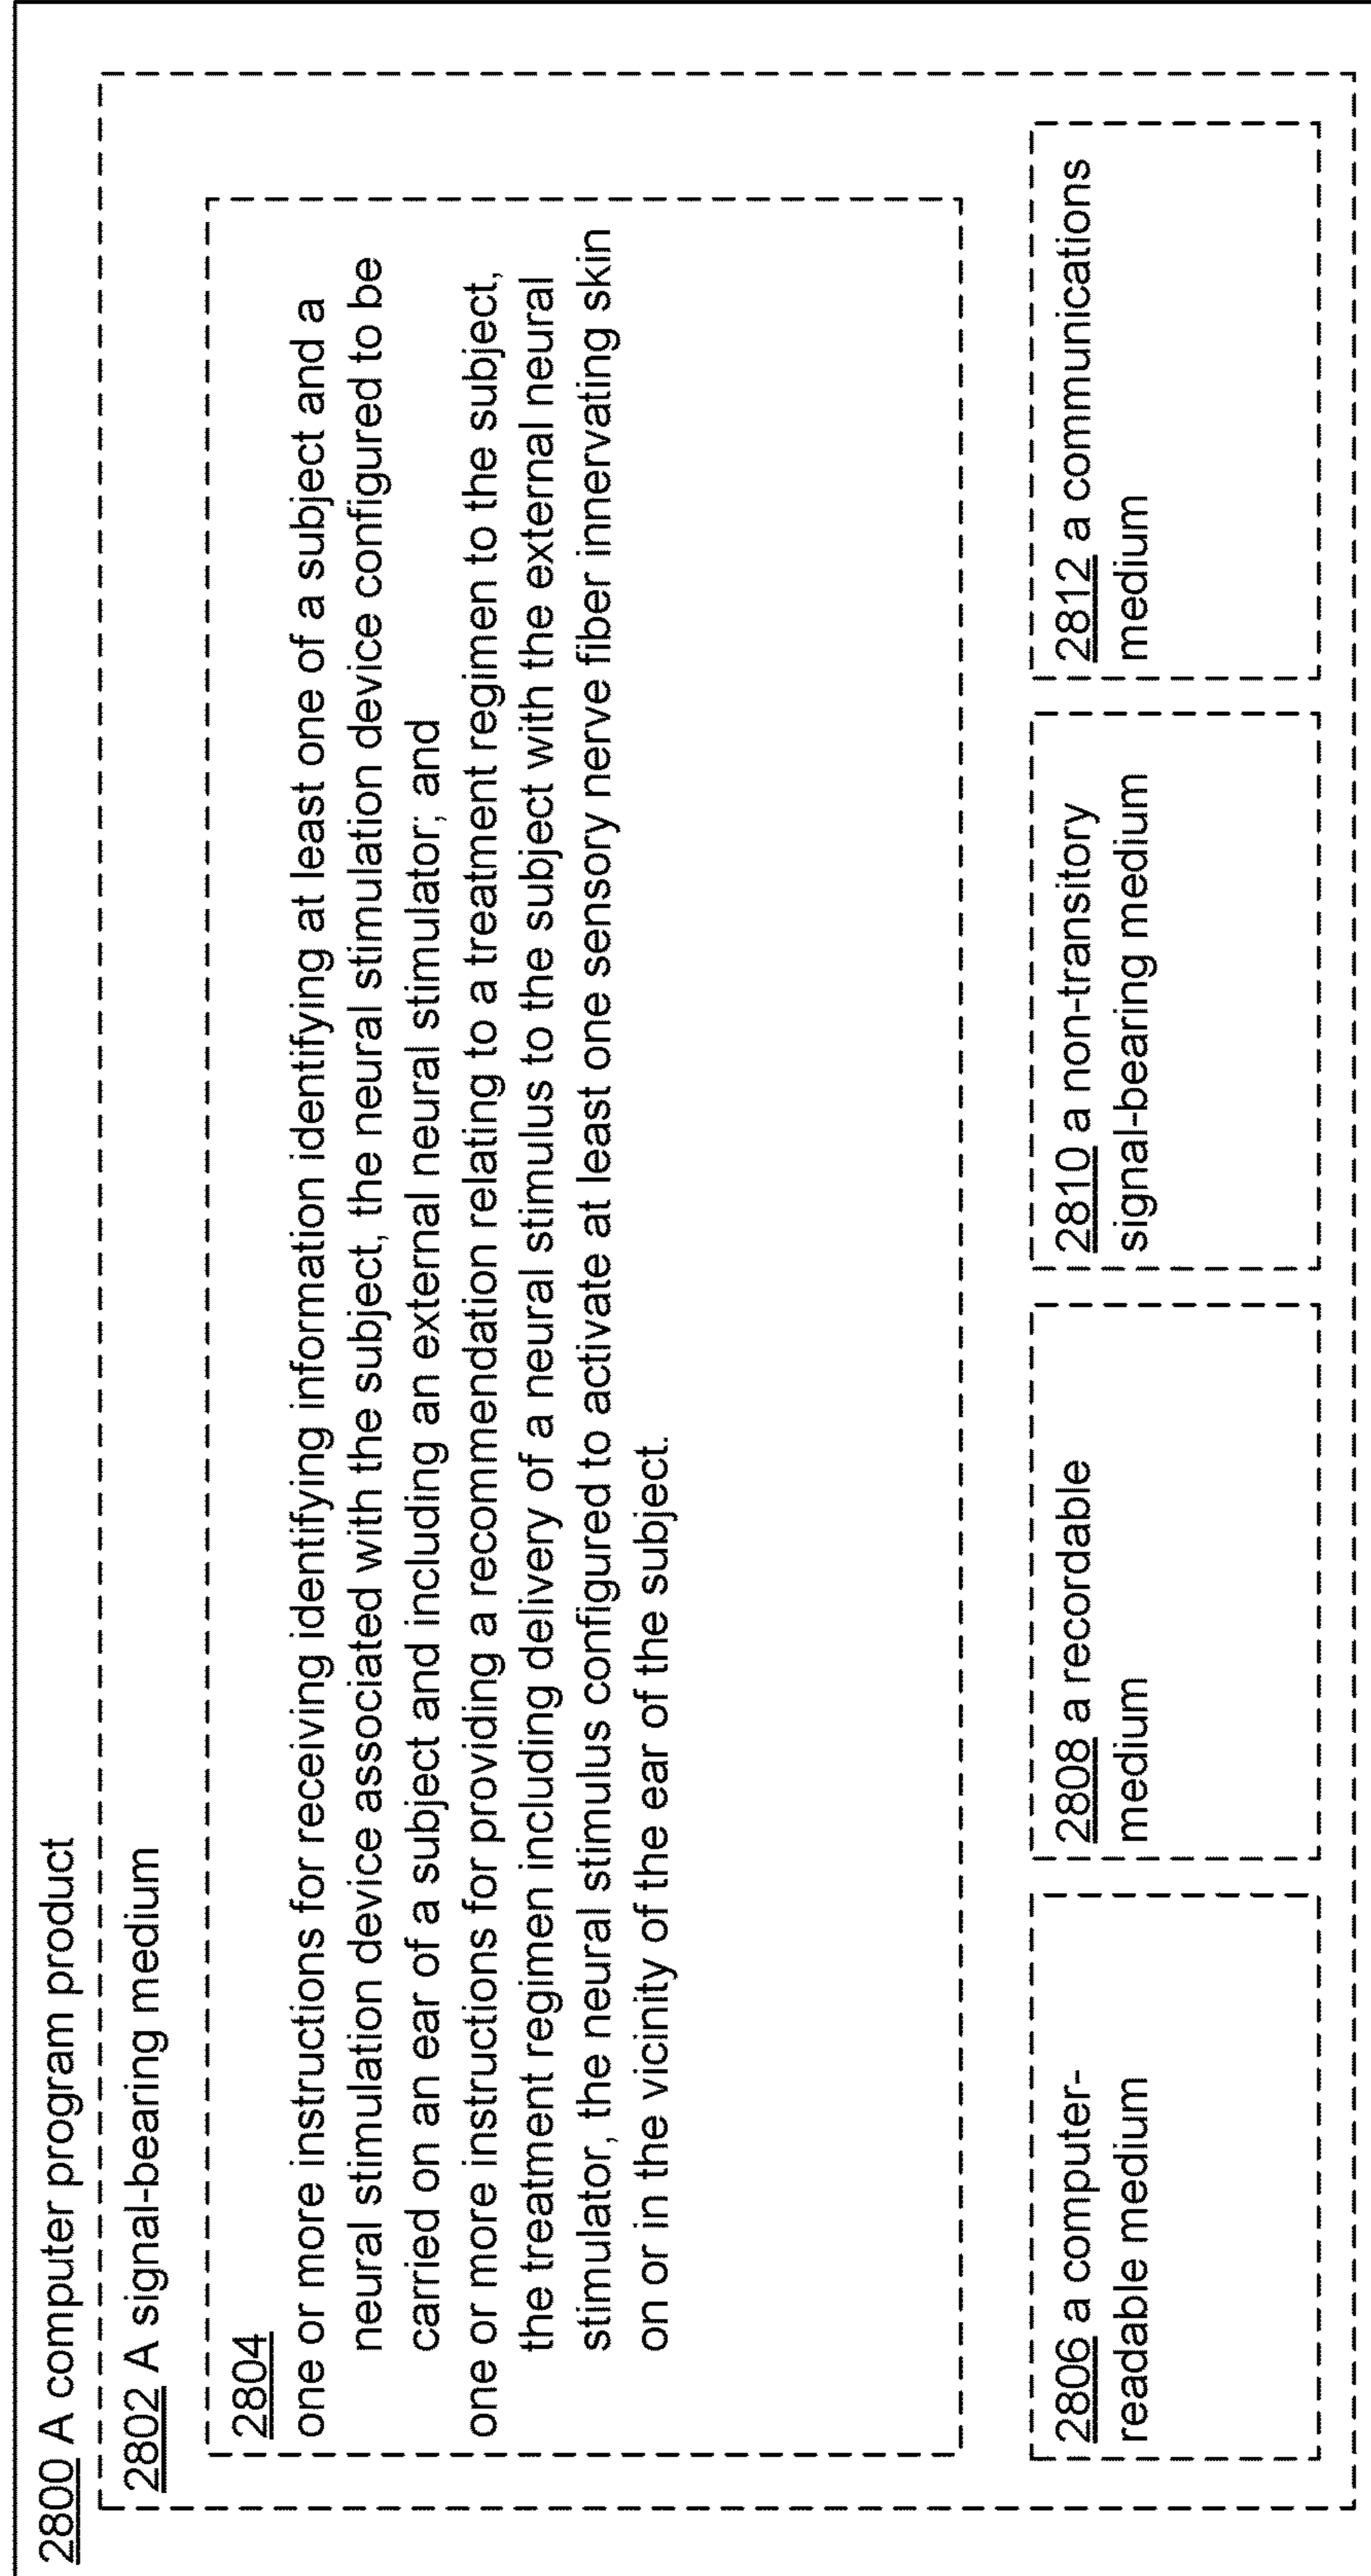 2800 A computer program product
2802 A signal-bearing medium
2804
one or more instructions for receiving identifying information identifying at least one of a subject and a
neural stimulation device associated with the subject, the neural stimulation device configured to be
carried on an ear of a subject and including an external neural stimulator; and
one or more instructions for providing a recommendation relating to a treatment regimen to the subject,
the treatment regimen including delivery of a neural stimulus to the subject with the external neural
stimulator, the neural stimulus configured to activate at least one sensory nerve fiber innervating skin
on or in the vicinity of the ear of the subject.
2806 a computer-
readable medium
2808 a recordable
medium
2810 a non-transitory
signal-bearing medium
2812 a communications
medium